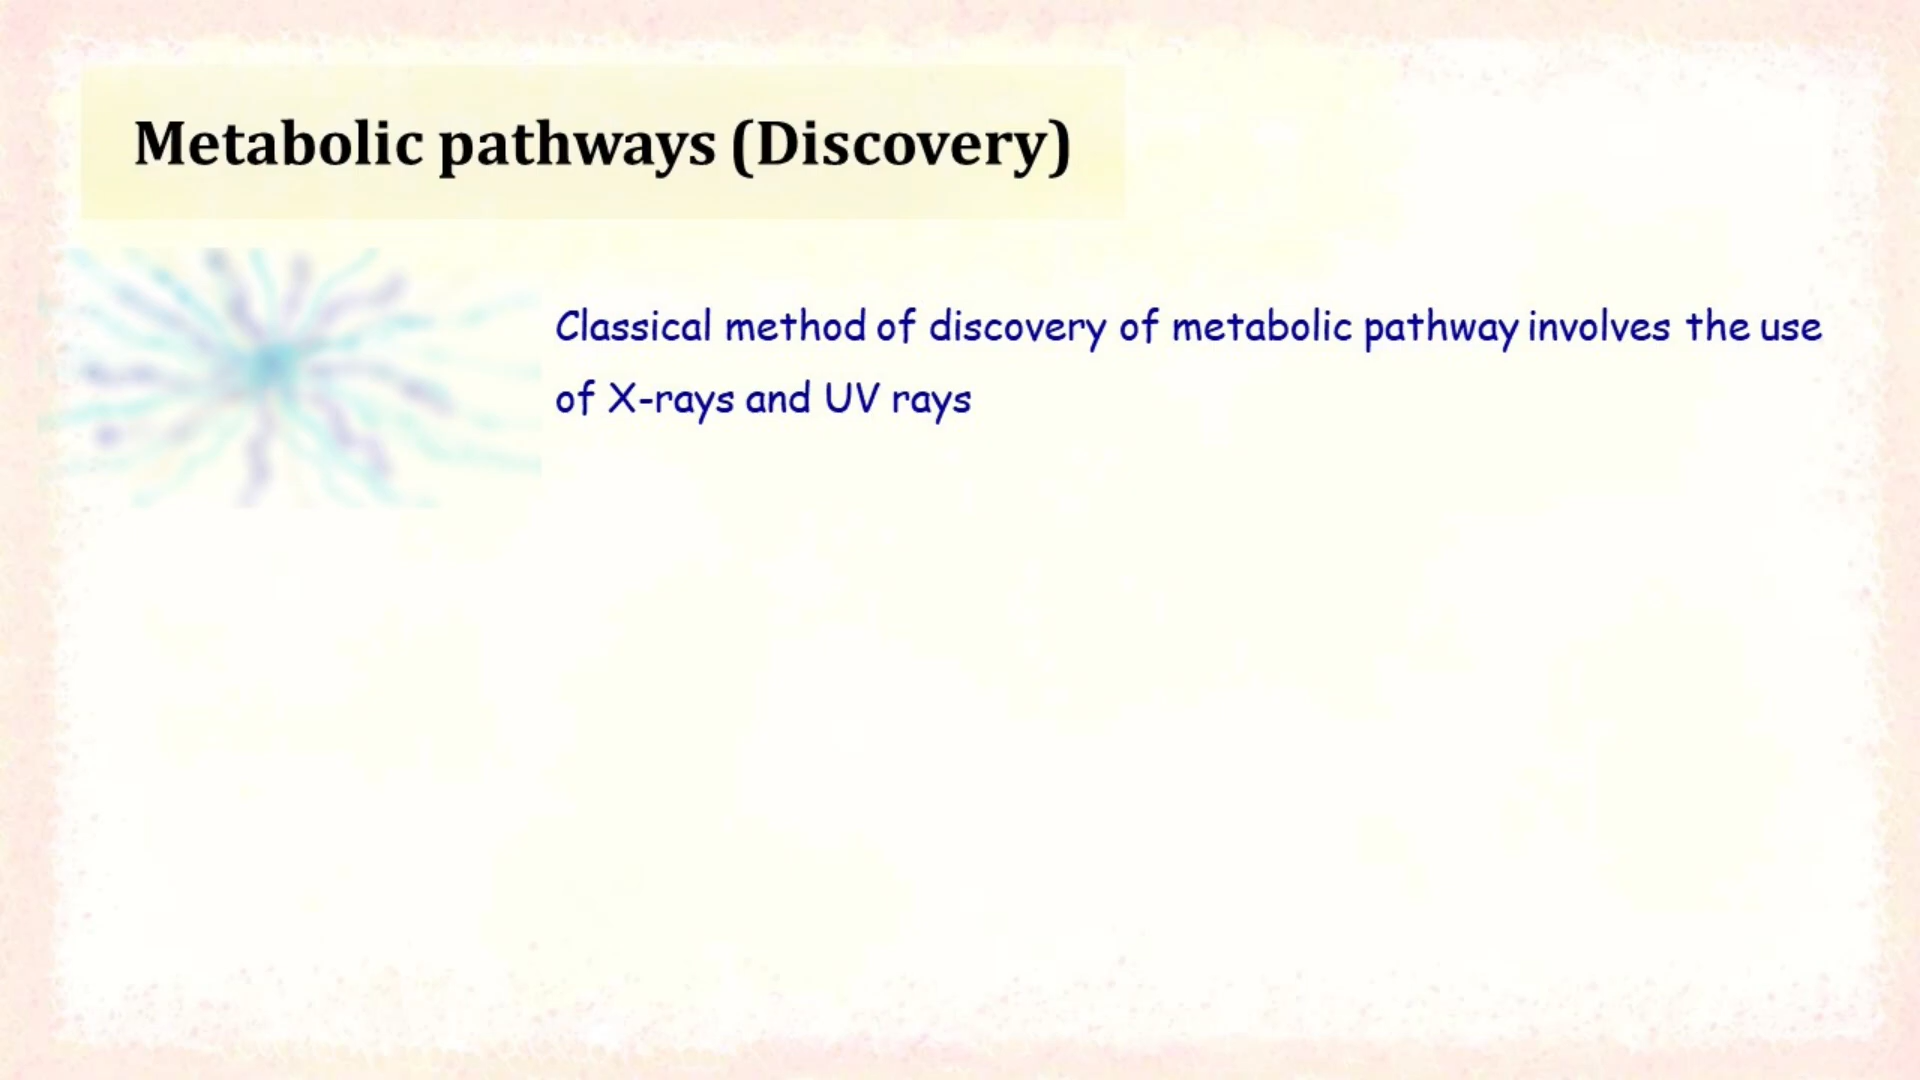 Metabolic pathways (Discovery)
Classical method of discovery of metabolic pathway involves the use
of X-rays and UV rays